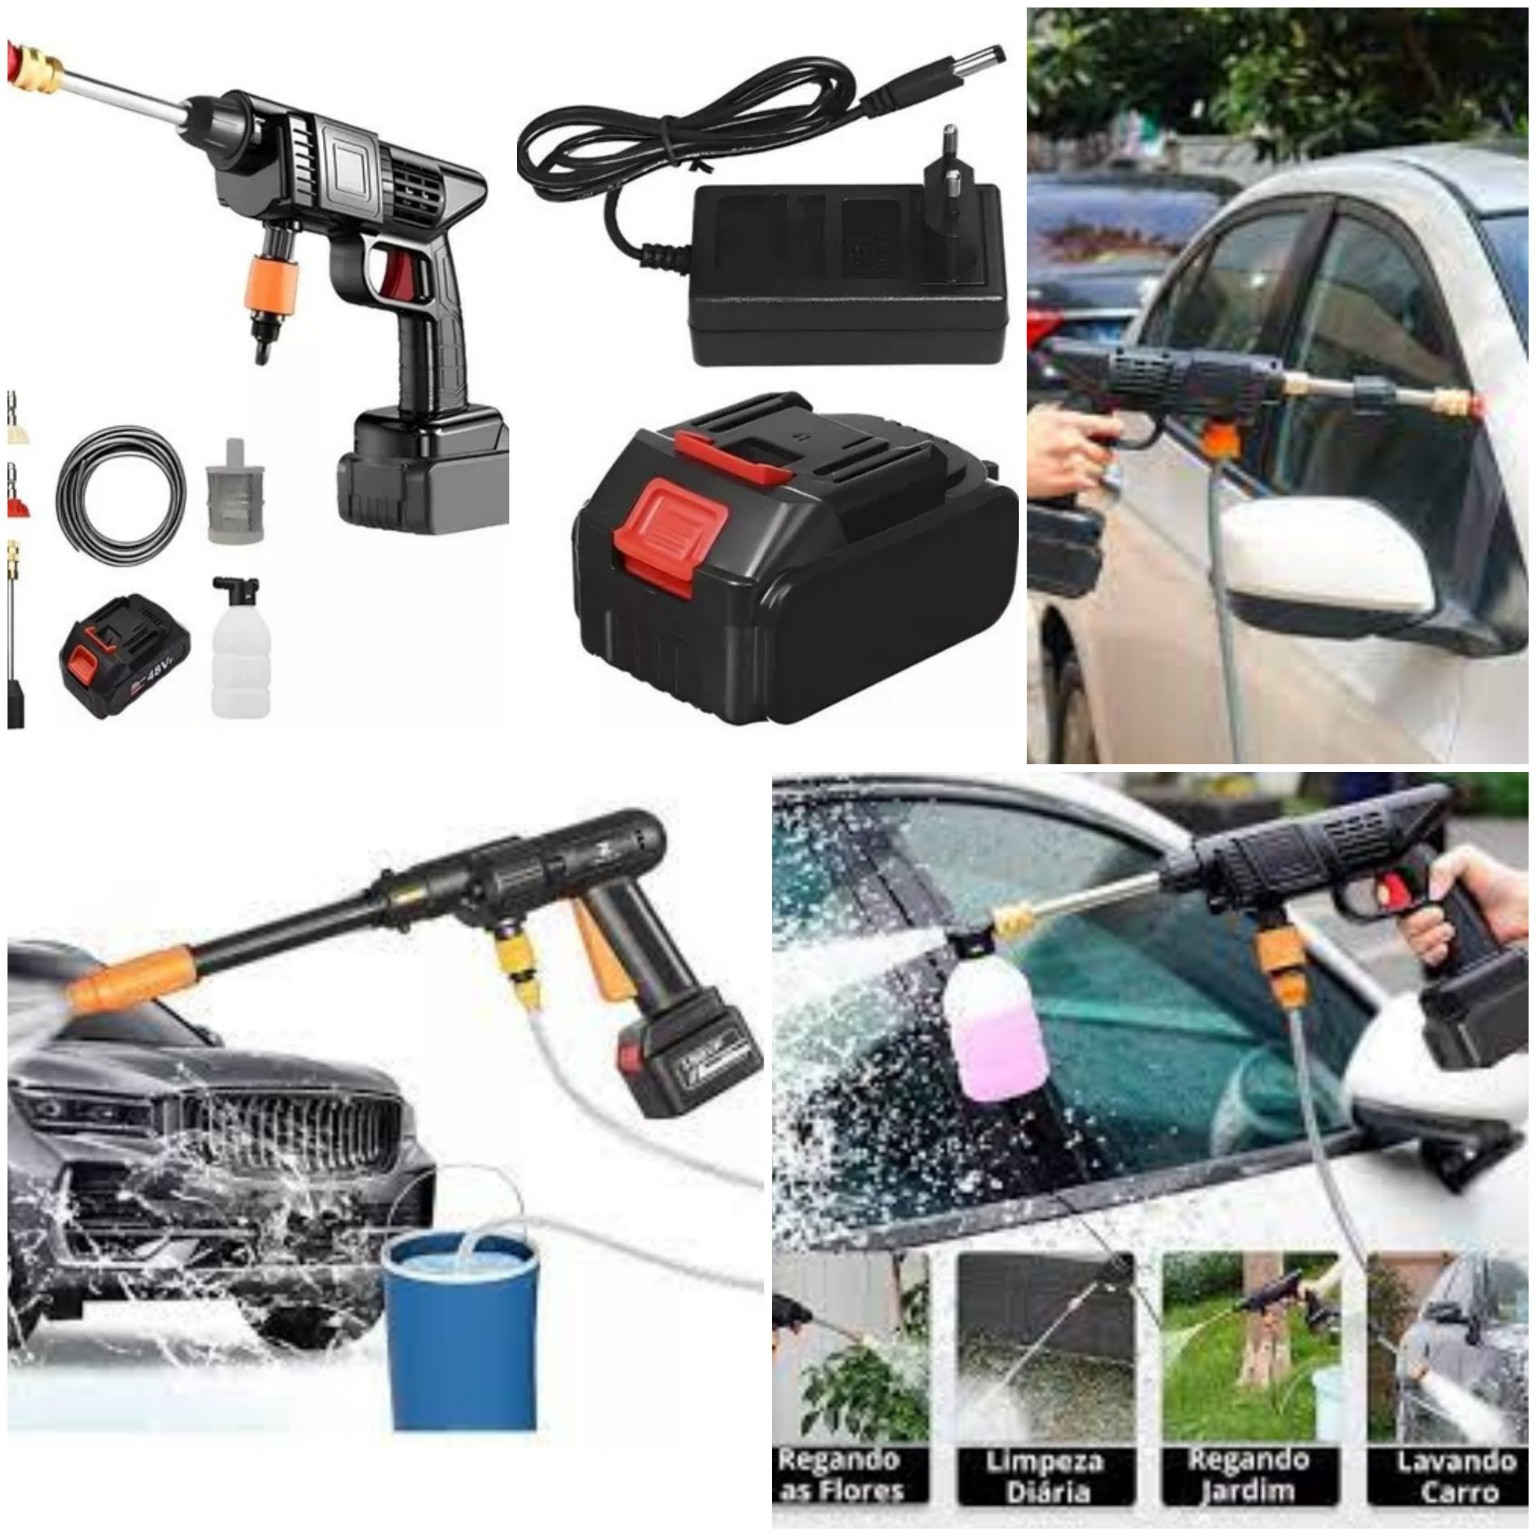 48V
Regando
as Flores
Limpeza
Diária
Regando
Jardim
Lavando
Carro